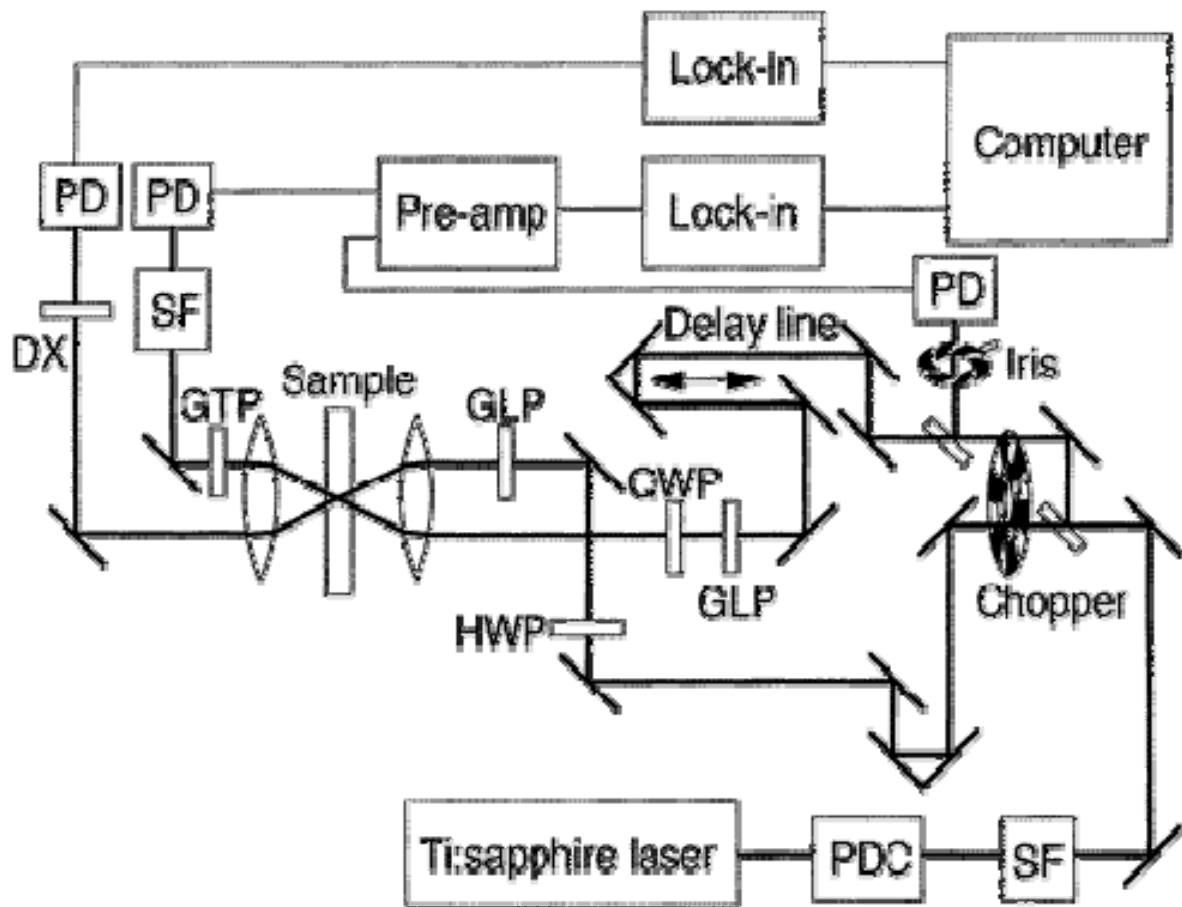 Lock-In
Computer
PD
PD
Pre-amp
Lock-in
PD
SF
DX
Delay line
Iris
Sample
GTP
GLP
QWP
GLP
Chopper
HWP
Ti:sapphire laser
PDC
SF